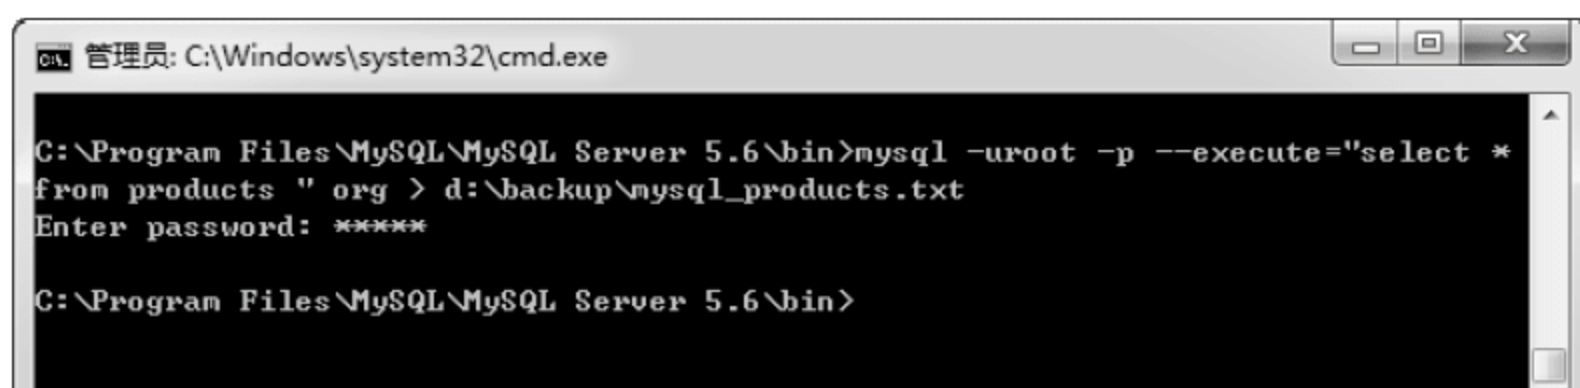 管理员: C:\Windows\system32\cmd.exe
C:\Program Files\MySQL\MySQL Server 5.6\bin>mysql -uroot -p --execute="select *
from products " org > d:\backup\mysql_products.txt
Enter password: *****
C:\Program Files\MySQL\MySQL Server 5.6\bin>